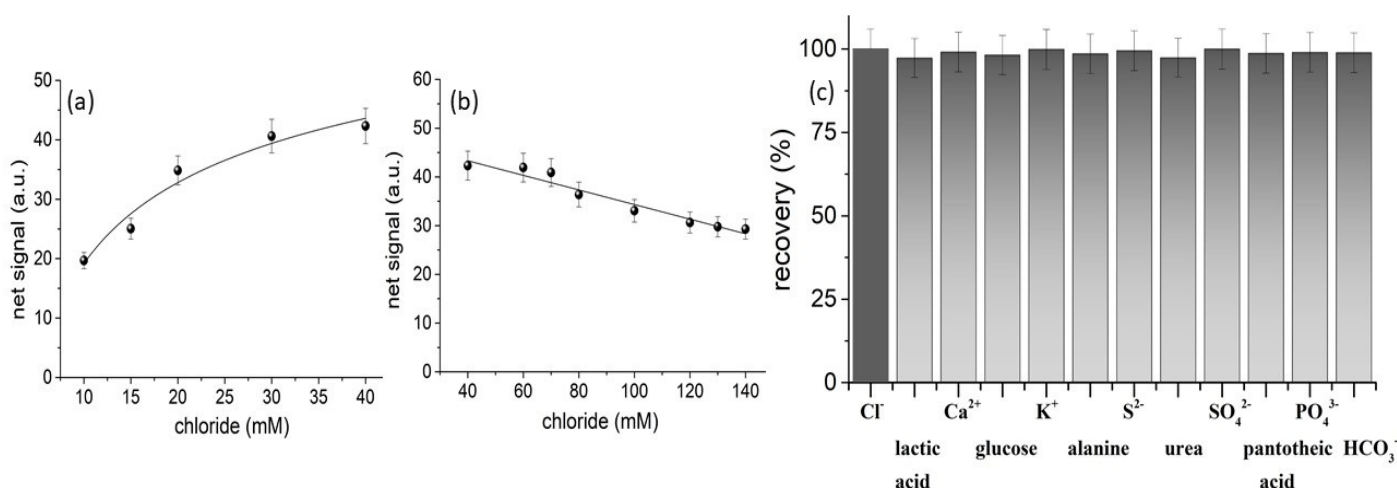 (a)
net signal (a.u.)
50
40
30
20
10
0
10 15 20 25 30 35 40
chloride (mM)
(b)
net signal (a.u.)
60
50
40
30
20
10
0
40 60 80 100 120 140
chloride (mM)
(c)
recovery (%)
100
75
50
25
0
Cl⁻ Ca²⁺ K⁺ S²⁻ SO₄²⁻ PO₄³⁻
lactic glucose alanine urea pantotheic HCO₃⁻
acid acid